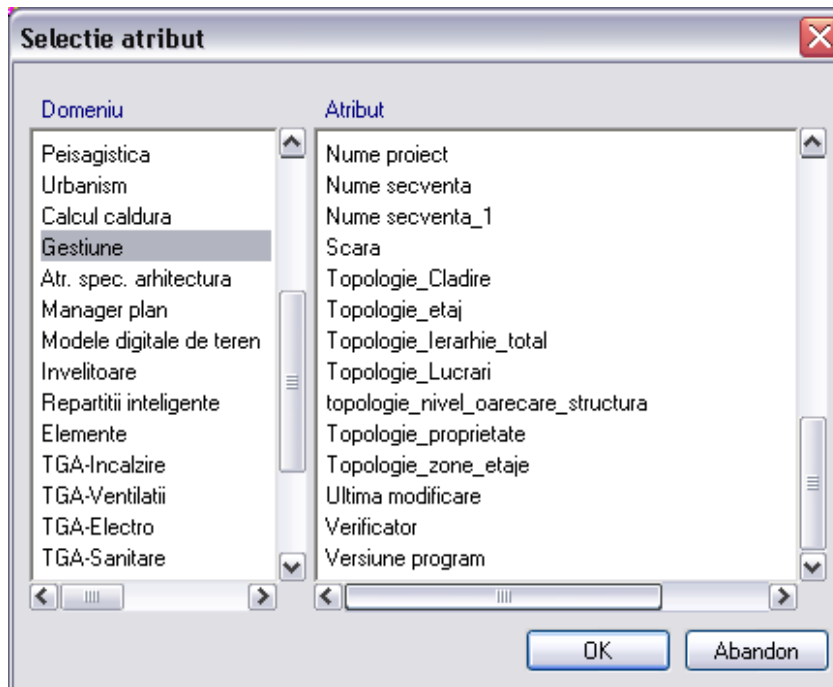 Selectie atribut
Domeniu
Peisagistica
Urbanism
Calcul caldura
Gestiune
Atr. spec. arhitectura
Manager plan
Modele digitale de teren
Invelitoare
Repartitii inteligente
Elemente
TGA-Incalzire
TGA-Ventilatii
TGA-Electro
TGA-Sanitare
Atribut
Nume proiect
Nume secventa
Nume secventa_1
Scara
Topologie_Cladire
Topologie_etaj
Topologie_Ierarhie_total
Topologie_Lucrari
topologie_nivel_oarecare_structura
Topologie_proprietate
Topologie_zone_etaje
Ultima modificare
Verificator
Versiune program
OK
Abandon